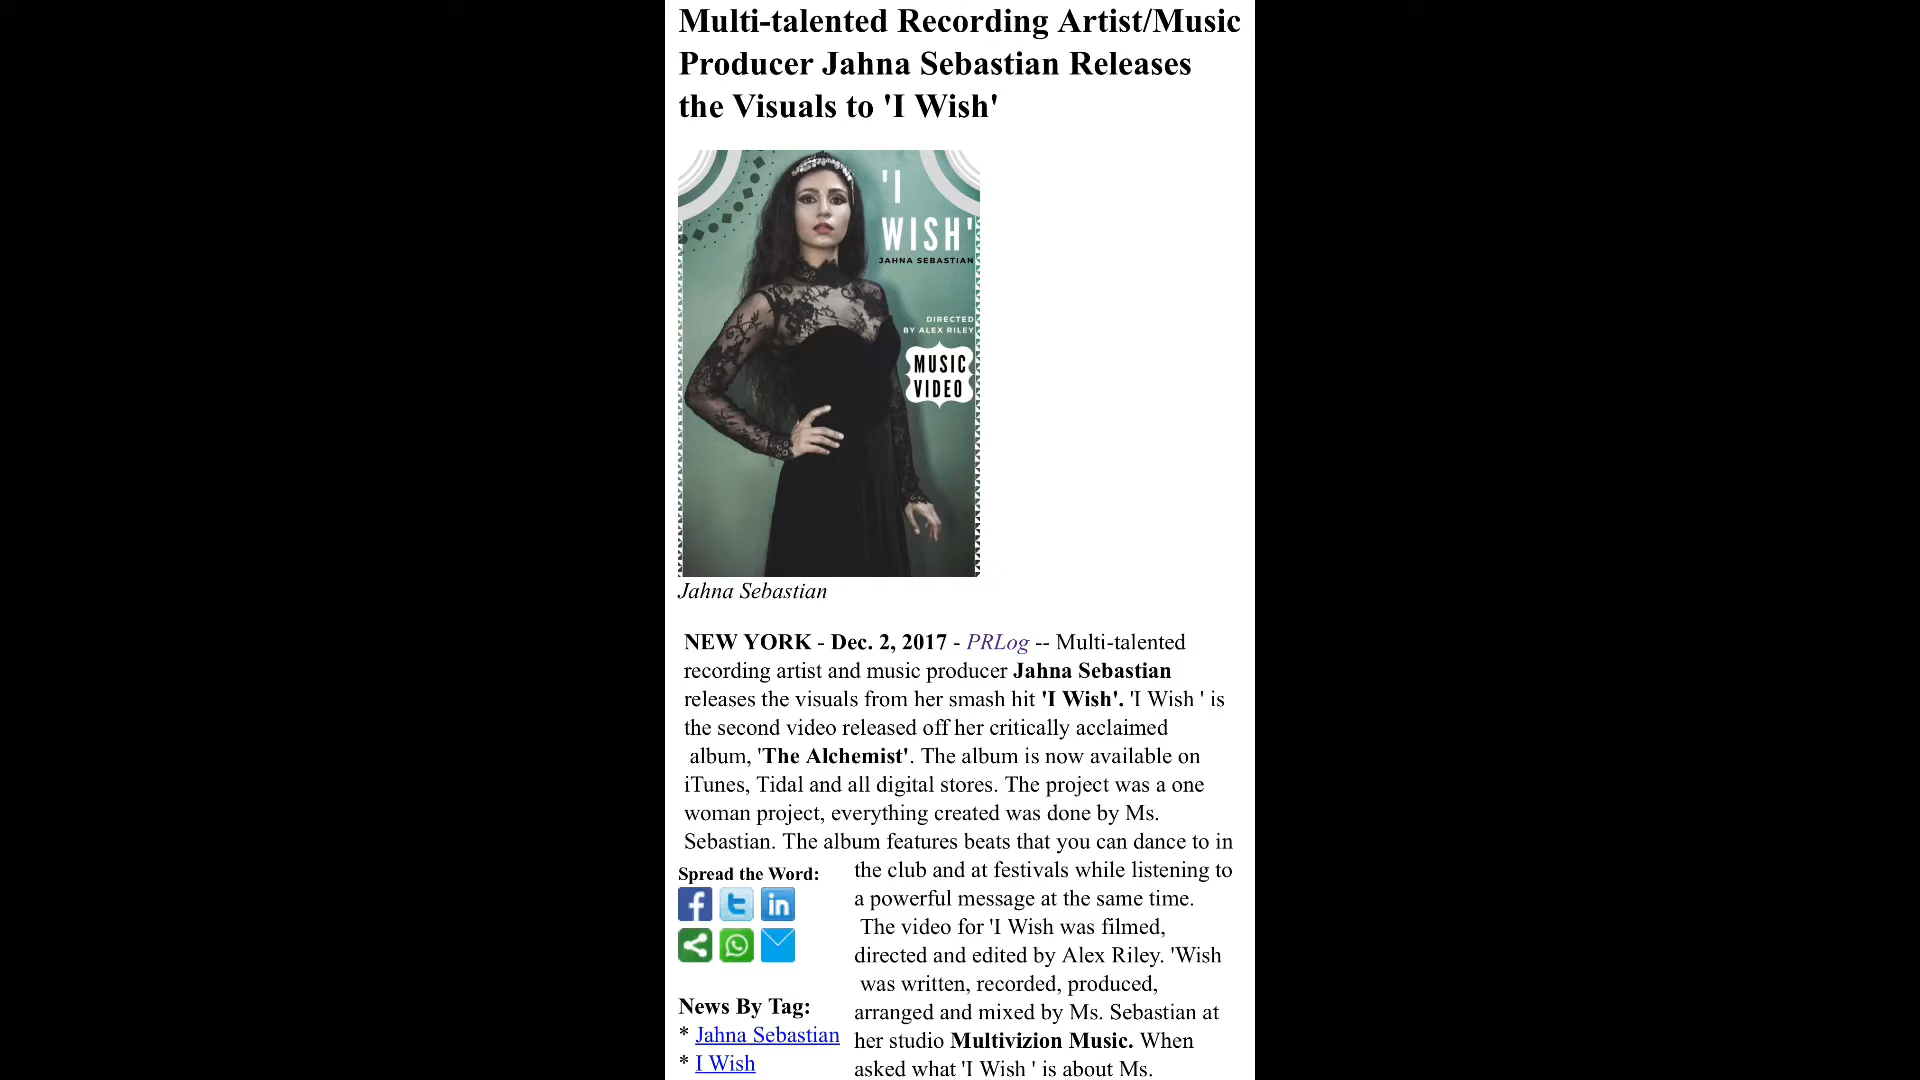 Multi-talented Recording Artist/Music
Producer Jahna Sebastian Releases
the Visuals to 'I Wish'
'I
WISH'
JAHNA SEBASTIAN
DIRECTED
BY ALEX RILEY
MUSIC
VIDEO
Jahna Sebastian
NEW YORK - Dec. 2, 2017 - PRLog -- Multi-talented
recording artist and music producer Jahna Sebastian
releases the visuals from her smash hit 'I Wish'. 'I Wish ' is
the second video released off her critically acclaimed
album, 'The Alchemist'. The album is now available on
iTunes, Tidal and all digital stores. The project was a one
woman project, everything created was done by Ms.
Sebastian. The album features beats that you can dance to in
the club and at festivals while listening to
a powerful message at the same time.
The video for 'I Wish was filmed,
directed and edited by Alex Riley. 'Wish
was written, recorded, produced,
arranged and mixed by Ms. Sebastian at
her studio Multivizion Music. When
asked what 'I Wish ' is about Ms.
Spread the Word:
News By Tag:
* Jahna Sebastian
* I Wish